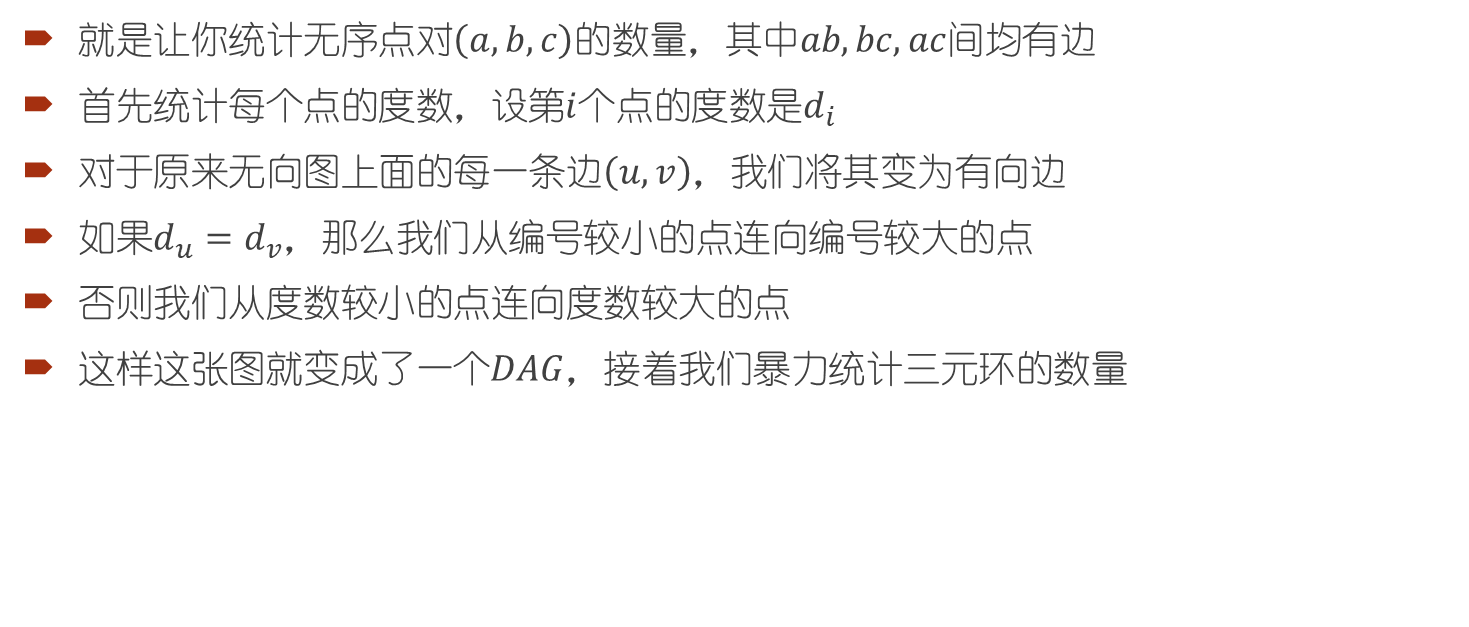 就是让你统计无序点对(a, b, c)的数量，其中ab, bc, ac间均有边
首先统计每个点的度数，设第i个点的度数是d_i
对于原来无向图上面的每一条边(u, v)，我们将其变为有向边
如果d_u = d_v，那么我们从编号较小的点连向编号较大的点
否则我们从度数较小的点连向度数较大的点
这样这张图就变成了一个DAG，接着我们暴力统计三元环的数量